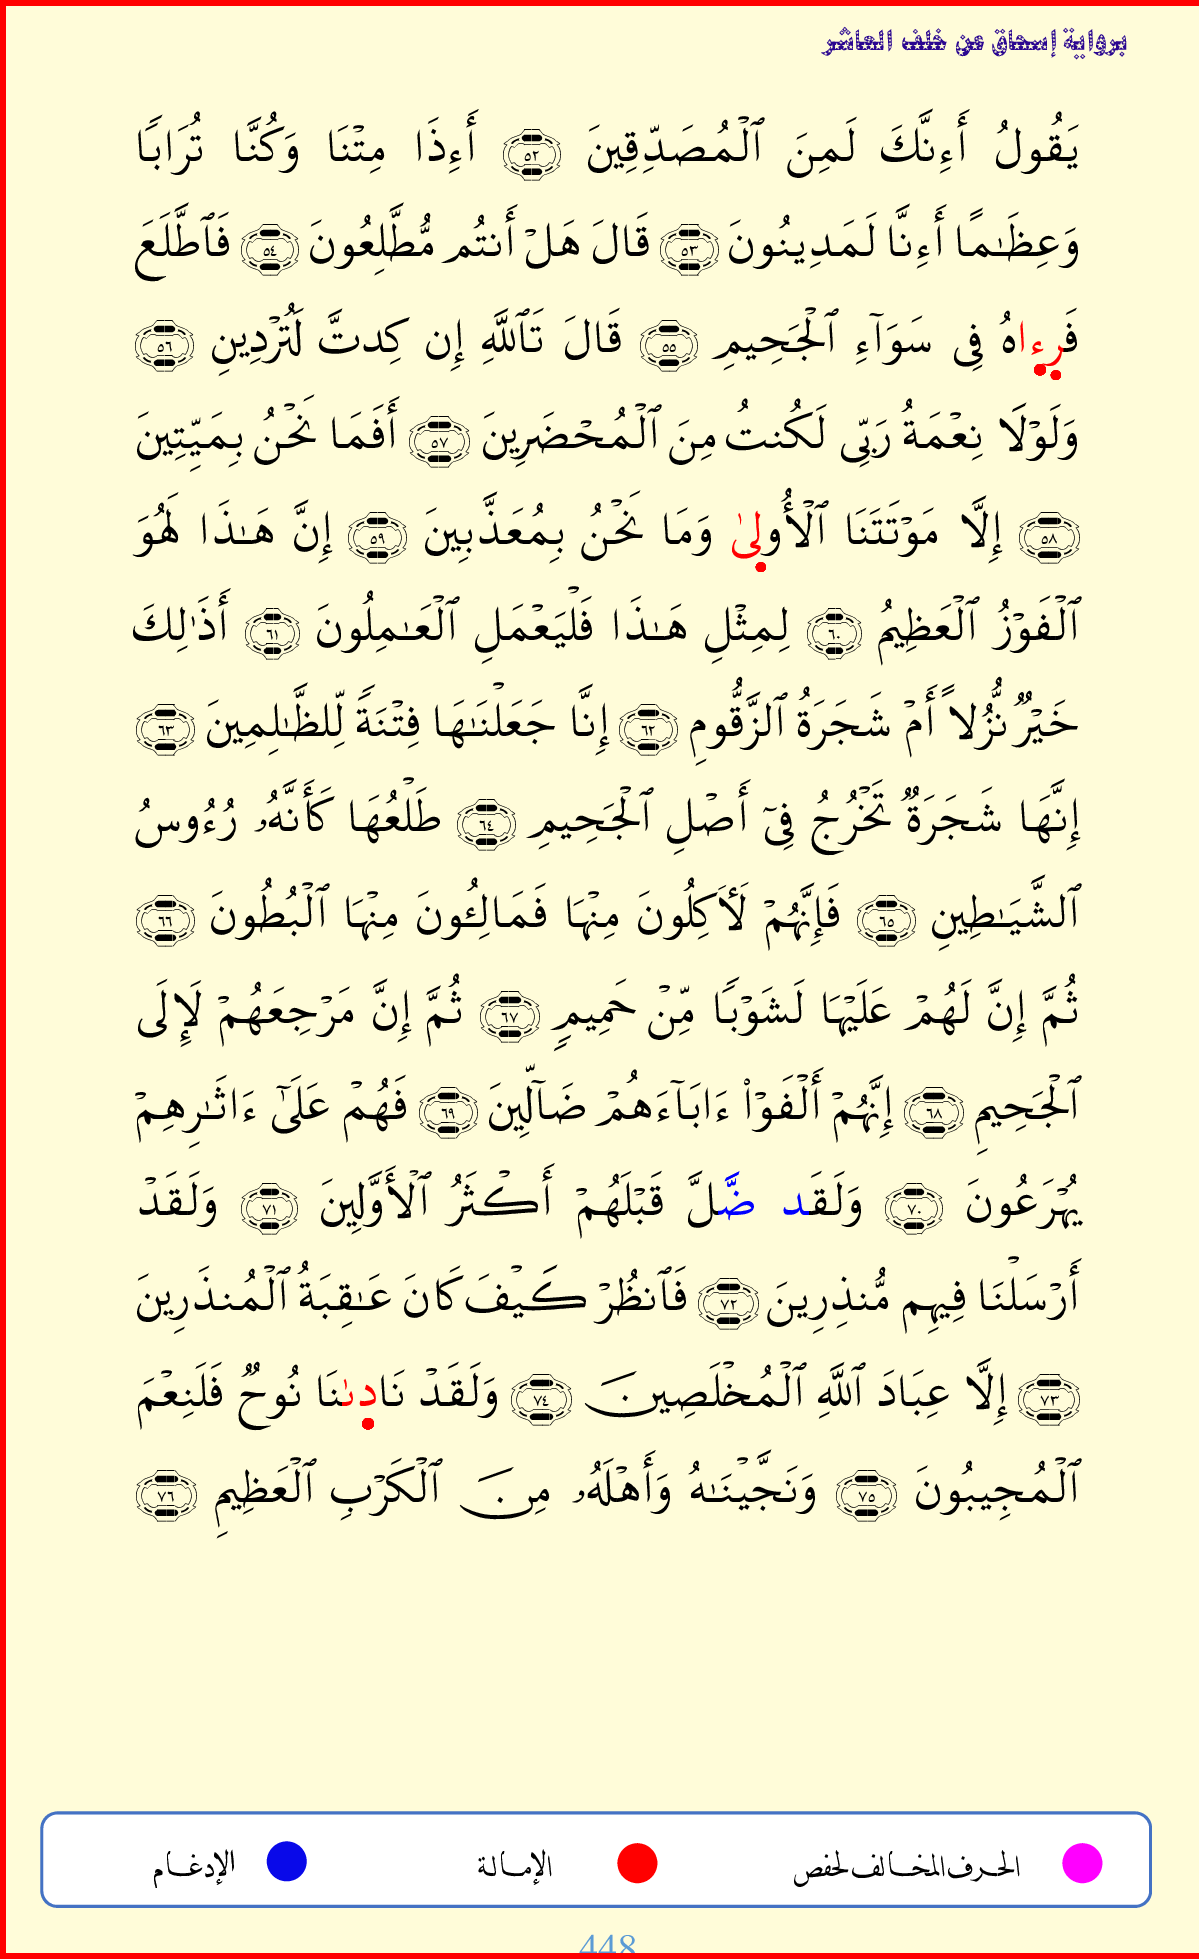 برواية إسحاق عن خلف العاشر
يَقُولُ أَءِنَّكَ لَمِنَ ٱلۡمُصَدِّقِينَ ٥٢ أَءِذَا مِتۡنَا وَكُنَّا تُرَابٗا
وَعِظَٰمًا أَءِنَّا لَمَدِينُونَ ٥٣ قَالَ هَلۡ أَنتُم مُّطَّلِعُونَ ٥٤ فَٱطَّلَعَ
فَرِءِاهُ فِي سَوَآءِ ٱلۡجَحِيمِ ٥٥ قَالَ تَٱللَّهِ إِن كِدتَّ لَتُرۡدِينِ ٥٦
وَلَوۡلَا نِعۡمَةُ رَبِّي لَكُنتُ مِنَ ٱلۡمُحۡضَرِينَ ٥٧ أَفَمَا نَحۡنُ بِمَيِّتِينَ
٥٨ إِلَّا مَوۡتَتَنَا ٱلۡأُولىٰ وَمَا نَحۡنُ بِمُعَذَّبِينَ ٥٩ إِنَّ هَٰذَا لَهُوَ
ٱلۡفَوۡزُ ٱلۡعَظِيمُ ٦٠ لِمِثۡلِ هَٰذَا فَلۡيَعۡمَلِ ٱلۡعَٰمِلُونَ ٦١ أَذَٰلِكَ
خَيۡرٞ نُّزُلًا أَمۡ شَجَرَةُ ٱلزَّقُّومِ ٦٢ إِنَّا جَعَلۡنَٰهَا فِتۡنَةٗ لِّلظَّٰلِمِينَ ٦٣
إِنَّهَا شَجَرَةٞ تَخۡرُجُ فِيٓ أَصۡلِ ٱلۡجَحِيمِ ٦٤ طَلۡعُهَا كَأَنَّهُۥ رُءُوسُ
ٱلشَّيَٰطِينِ ٦٥ فَإِنَّهُمۡ لَأٓكِلُونَ مِنۡهَا فَمَالِـُٔونَ مِنۡهَا ٱلۡبُطُونَ ٦٦
ثُمَّ إِنَّ لَهُمۡ عَلَيۡهَا لَشَوۡبٗا مِّنۡ حَمِيمٖ ٦٧ ثُمَّ إِنَّ مَرۡجِعَهُمۡ لَإِلَى
ٱلۡجَحِيمِ ٦٨ إِنَّهُمۡ أَلۡفَوۡاْ ءَابَآءَهُمۡ ضَآلِّينَ ٦٩ فَهُمۡ عَلَىٰٓ ءَاثَٰرِهِمۡ
يُهۡرَعُونَ ٧٠ وَلَقَد ضَّلَّ قَبۡلَهُمۡ أَكۡثَرُ ٱلۡأَوَّلِينَ ٧١ وَلَقَدۡ
أَرۡسَلۡنَا فِيهِم مُّنذِرِينَ ٧٢ فَٱنظُرۡ كَيۡفَ كَانَ عَٰقِبَةُ ٱلۡمُنذَرِينَ
٧٣ إِلَّا عِبَادَ ٱللَّهِ ٱلۡمُخۡلَصِينَ ٧٤ وَلَقَدۡ نَادىٰنَا نُوحٞ فَلَنِعۡمَ
ٱلۡمُجِيبُونَ ٧٥ وَنَجَّيۡنَٰهُ وَأَهۡلَهُۥ مِنَ ٱلۡكَرۡبِ ٱلۡعَظِيمِ ٧٦
الحرف المخالف لحفص الإمالة الإدغام
448